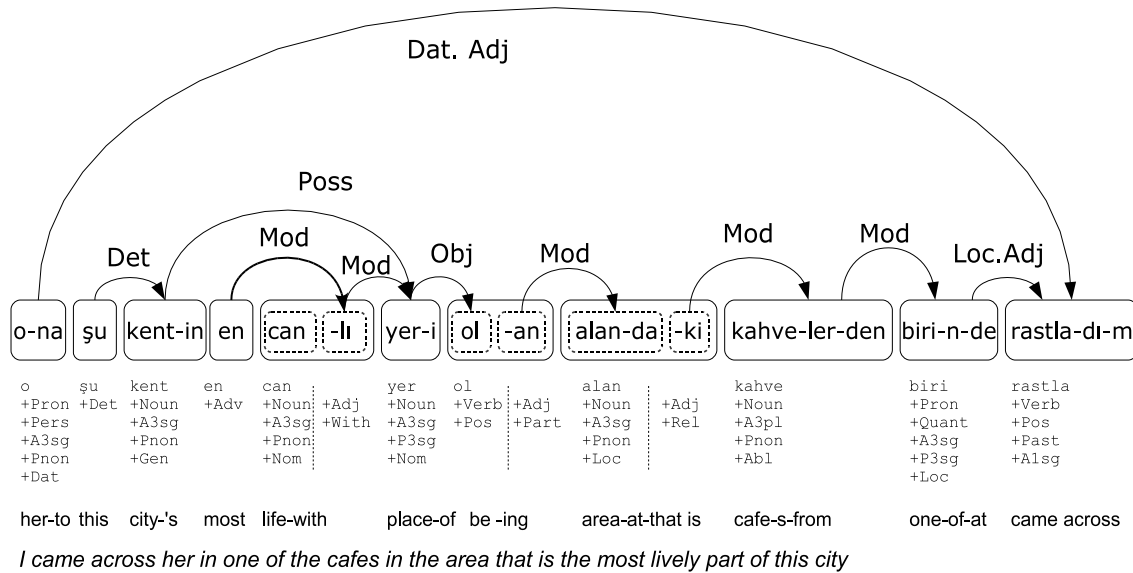 Dat. Adj
Poss
Det Mod Mod Obj Mod Mod Mod Loc.Adj
o-na şu kent-in en can -lı yer-i ol -an alan-da -ki kahve-ler-den biri-n-de rastla-dı-m
o şu kent en can yer ol alan kahve biri rastla
+Pron +Det +Noun +Adv +Noun +Adj +Noun +Verb +Adj +Noun +Adj +Noun +Pron +Verb
+Pers +A3sg +A3sg +With +A3sg +Pos +Part +A3sg +Rel +A3pl +Quant +Pos
+A3sg +Pnon +Pnon +P3sg +Pnon +Pnon +A3sg +Past
+Pnon +Gen +Nom +Nom +Loc +Abl +P3sg +A1sg
+Dat +Loc
her-to this city-'s most life-with place-of be -ing area-at-that is cafe-s-from one-of-at came across
I came across her in one of the cafes in the area that is the most lively part of this city